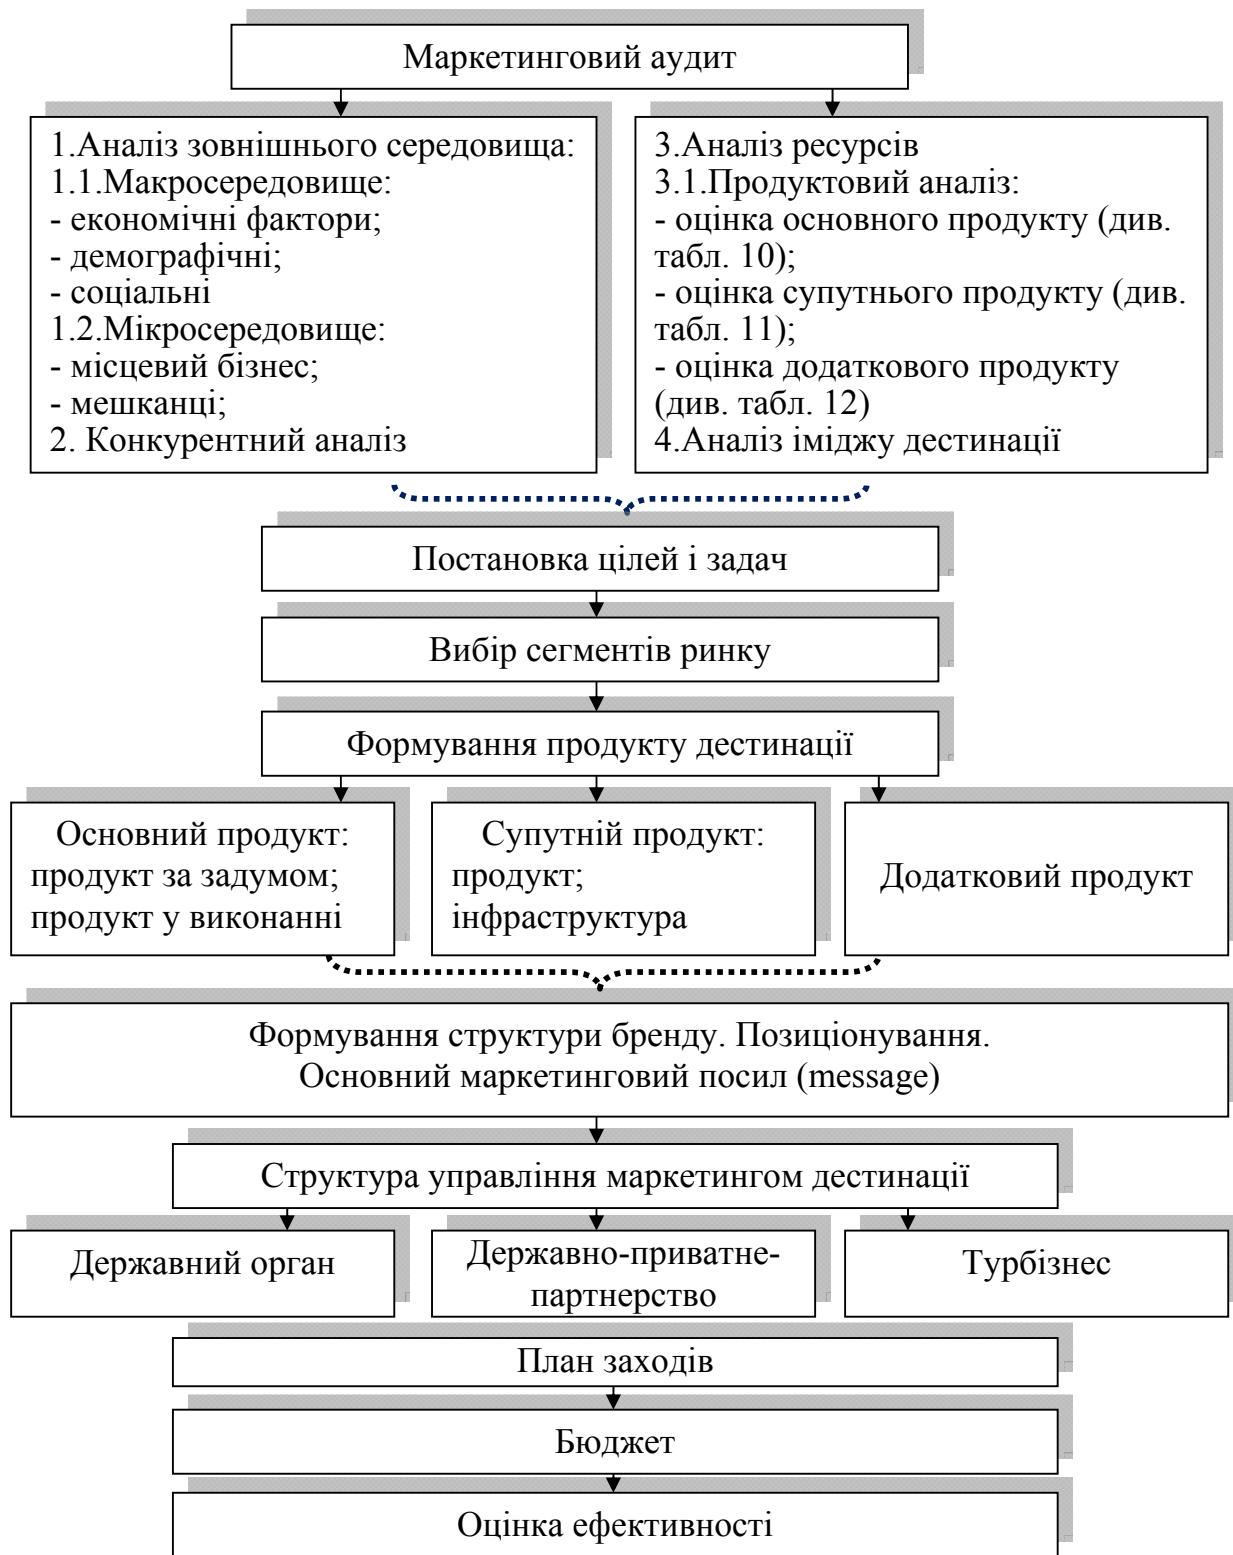 Маркетинговий аудит
1.Аналіз зовнішнього середовища:
1.1.Макросередовище:
- економічні фактори;
- демографічні;
- соціальні
1.2.Мікросередовище:
- місцевий бізнес;
- мешканці;
2. Конкурентний аналіз
3.Аналіз ресурсів
3.1.Продуктовий аналіз:
- оцінка основного продукту (див.
табл. 10);
- оцінка супутнього продукту (див.
табл. 11);
- оцінка додаткового продукту
(див. табл. 12)
4.Аналіз іміджу дестинації
Постановка цілей і задач
Вибір сегментів ринку
Формування продукту дестинації
Основний продукт:
продукт за задумом;
продукт у виконанні
Супутній продукт:
продукт;
інфраструктура
Додатковий продукт
Формування структури бренду. Позиціонування.
Основний маркетинговий посил (message)
Структура управління маркетингом дестинації
Державний орган
Державно-приватне-
партнерство
Турбізнес
План заходів
Бюджет
Оцінка ефективності